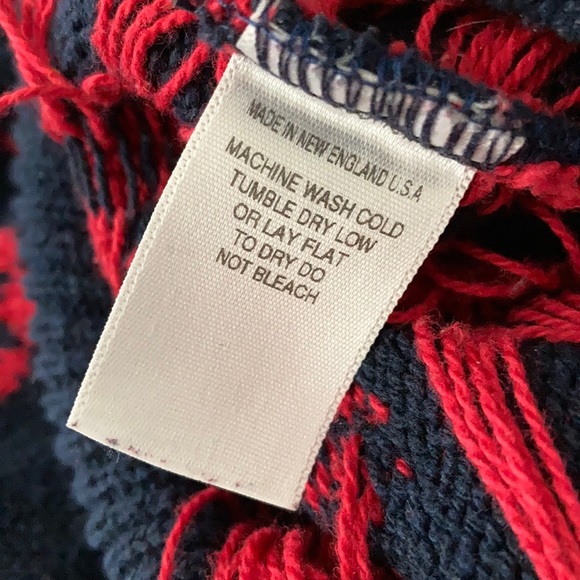 MADE IN NEW ENGLAND U.S.A
MACHINE WASH COLD
TUMBLE DRY LOW
OR LAY FLAT
TO DRY DO
NOT BLEACH